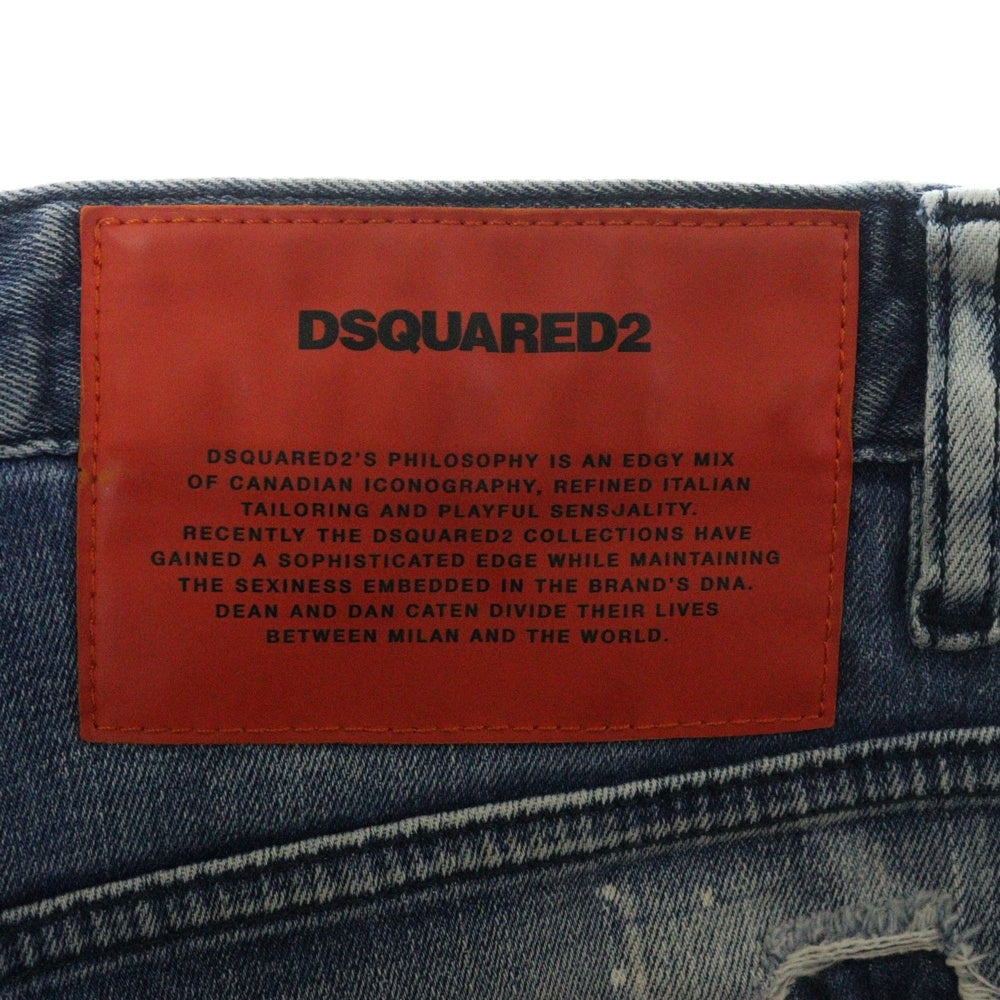 DSQUARED2
DSQUARED2'S PHILOSOPHY IS AN EDGY MIX
OF CANADIAN ICONOGRAPHY, REFINED ITALIAN
TAILORING AND PLAYFUL SENSJALITY.
RECENTLY THE DSQUARED2 COLLECTIONS HAVE
GAINED A SOPHISTICATED EDGE WHILE MAINTAINING
THE SEXINESS EMBEDDED IN THE BRAND'S DNA.
DEAN AND DAN CATEN DIVIDE THEIR LIVES
BETWEEN MILAN AND THE WORLD.